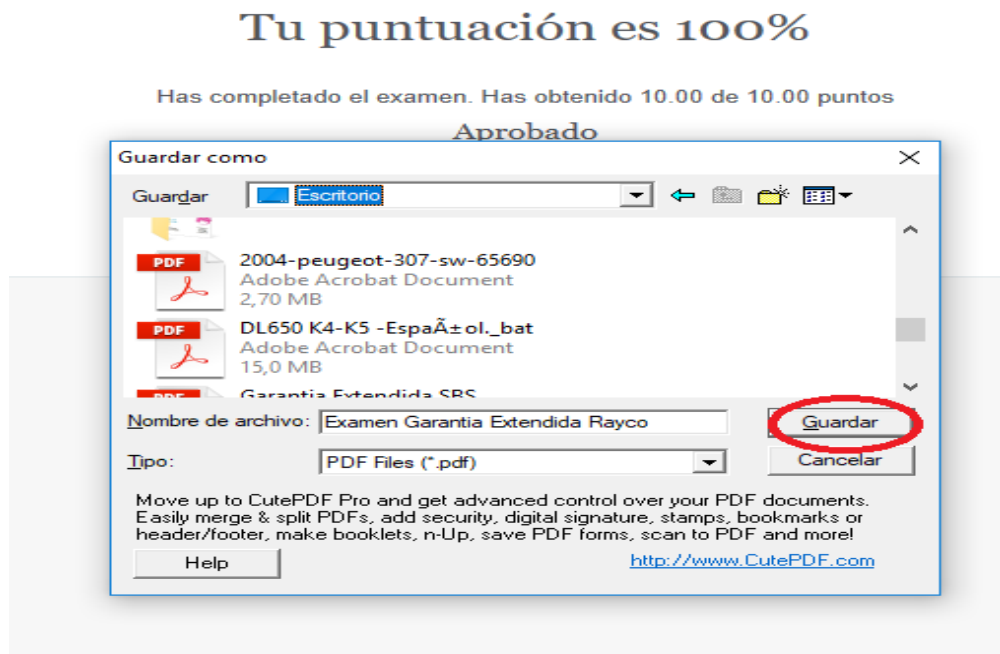 Tu puntuación es 100%
Has completado el examen. Has obtenido 10.00 de 10.00 puntos
Aprobado
Guardar como
Guardar
Escritorio
PDF
2004-peugeot-307-sw-65690
Adobe Acrobat Document
2,70 MB
PDF
DL650 K4-K5 -EspaÃ±ol._bat
Adobe Acrobat Document
15,0 MB
PDF
Garantia Extendida SBS
Nombre de archivo: Examen Garantia Extendida Rayco
Guardar
Tipo: PDF Files (*.pdf)
Cancelar
Move up to CutePDF Pro and get advanced control over your PDF documents.
Easily merge & split PDFs, add security, digital signature, stamps, bookmarks or
header/footer, make booklets, n-Up, save PDF forms, scan to PDF and more!
Help
http://www.CutePDF.com